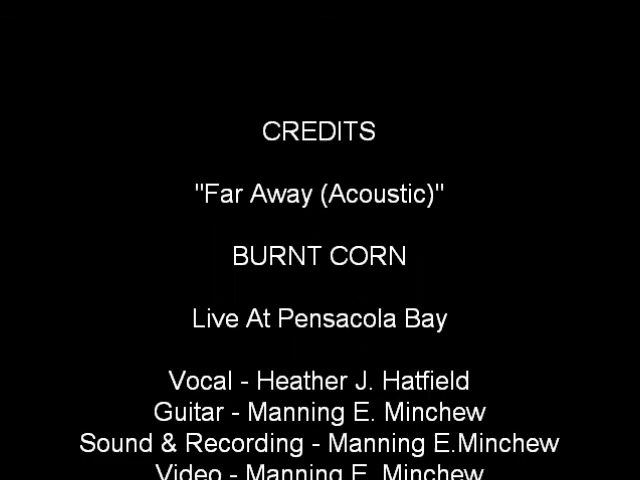 CREDITS
"Far Away (Acoustic)"
BURNT CORN
Live At Pensacola Bay
Vocal - Heather J. Hatfield
Guitar - Manning E. Minchew
Sound & Recording - Manning E.Minchew
Video - Manning E. Minchew